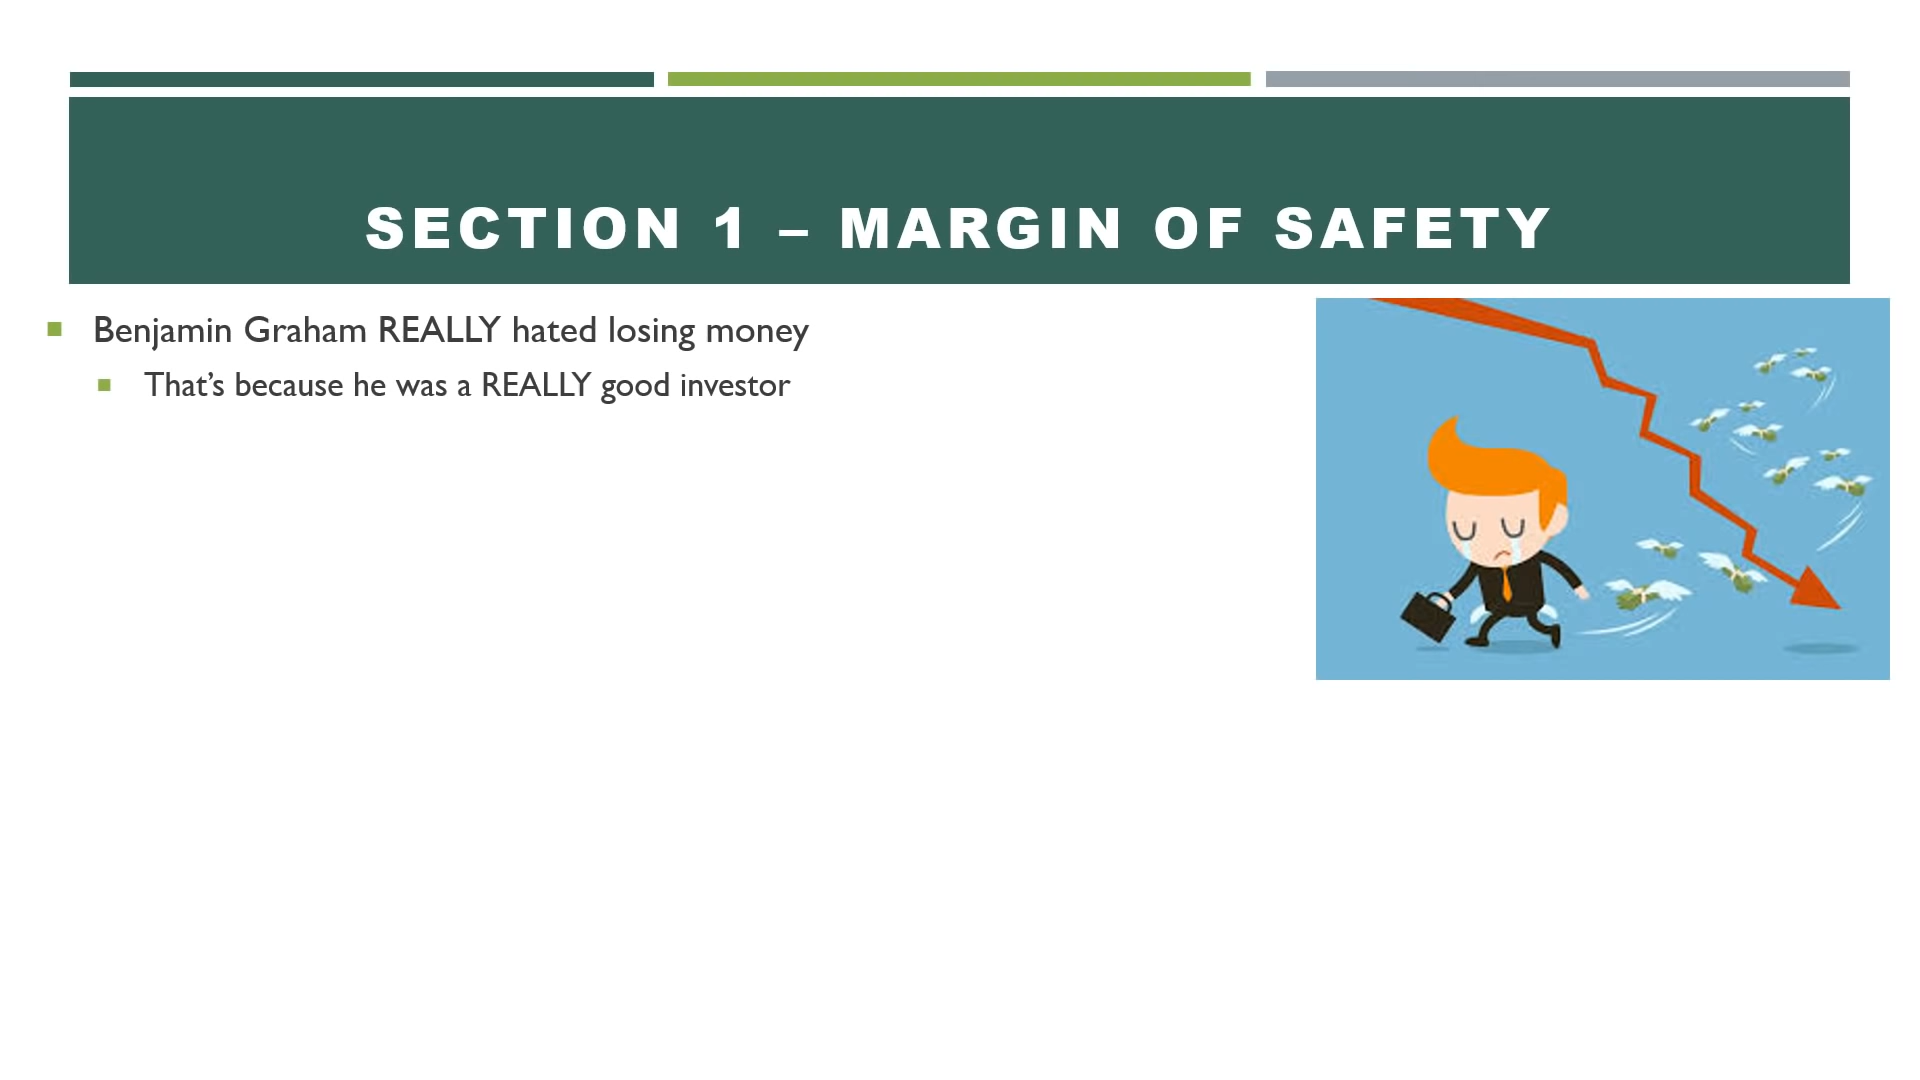 SECTION 1 – MARGIN OF SAFETY
Benjamin Graham REALLY hated losing money
That’s because he was a REALLY good investor